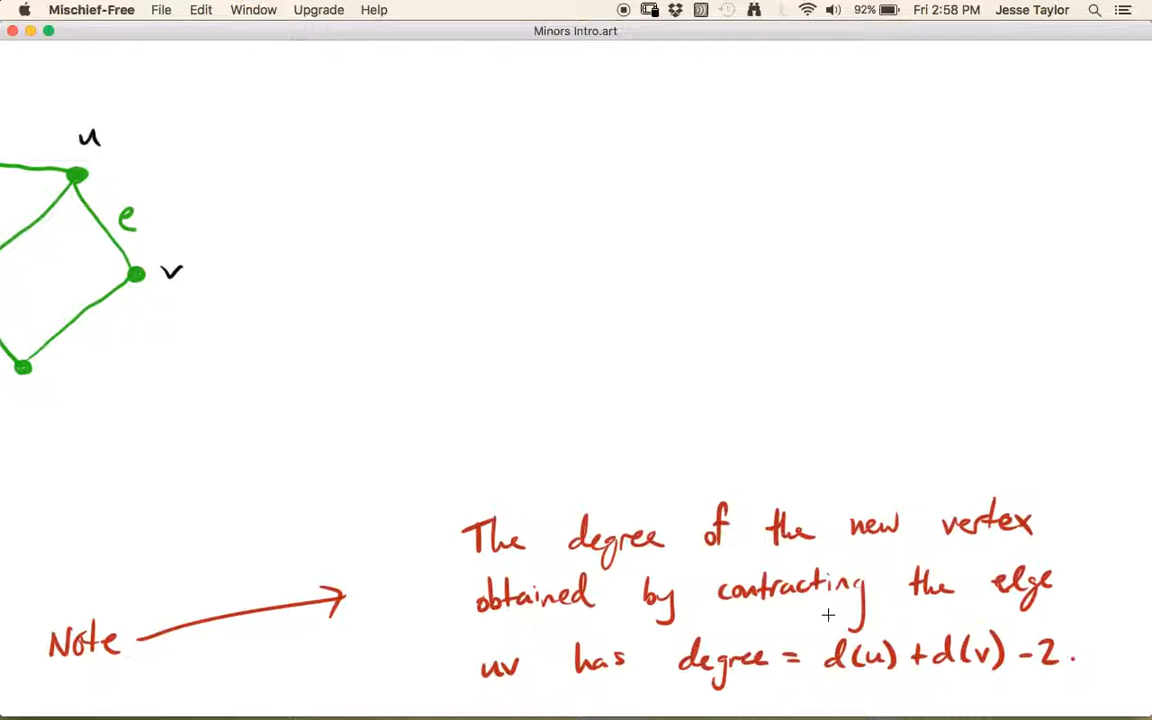 Mischief-Free File Edit Window Upgrade Help 92% Fri 2:58 PM Jesse Taylor
Minors Intro.art
u
e
v
The degree of the new vertex
obtained by contracting the edge
Note
uv has degree = d(u) + d(v) - 2.